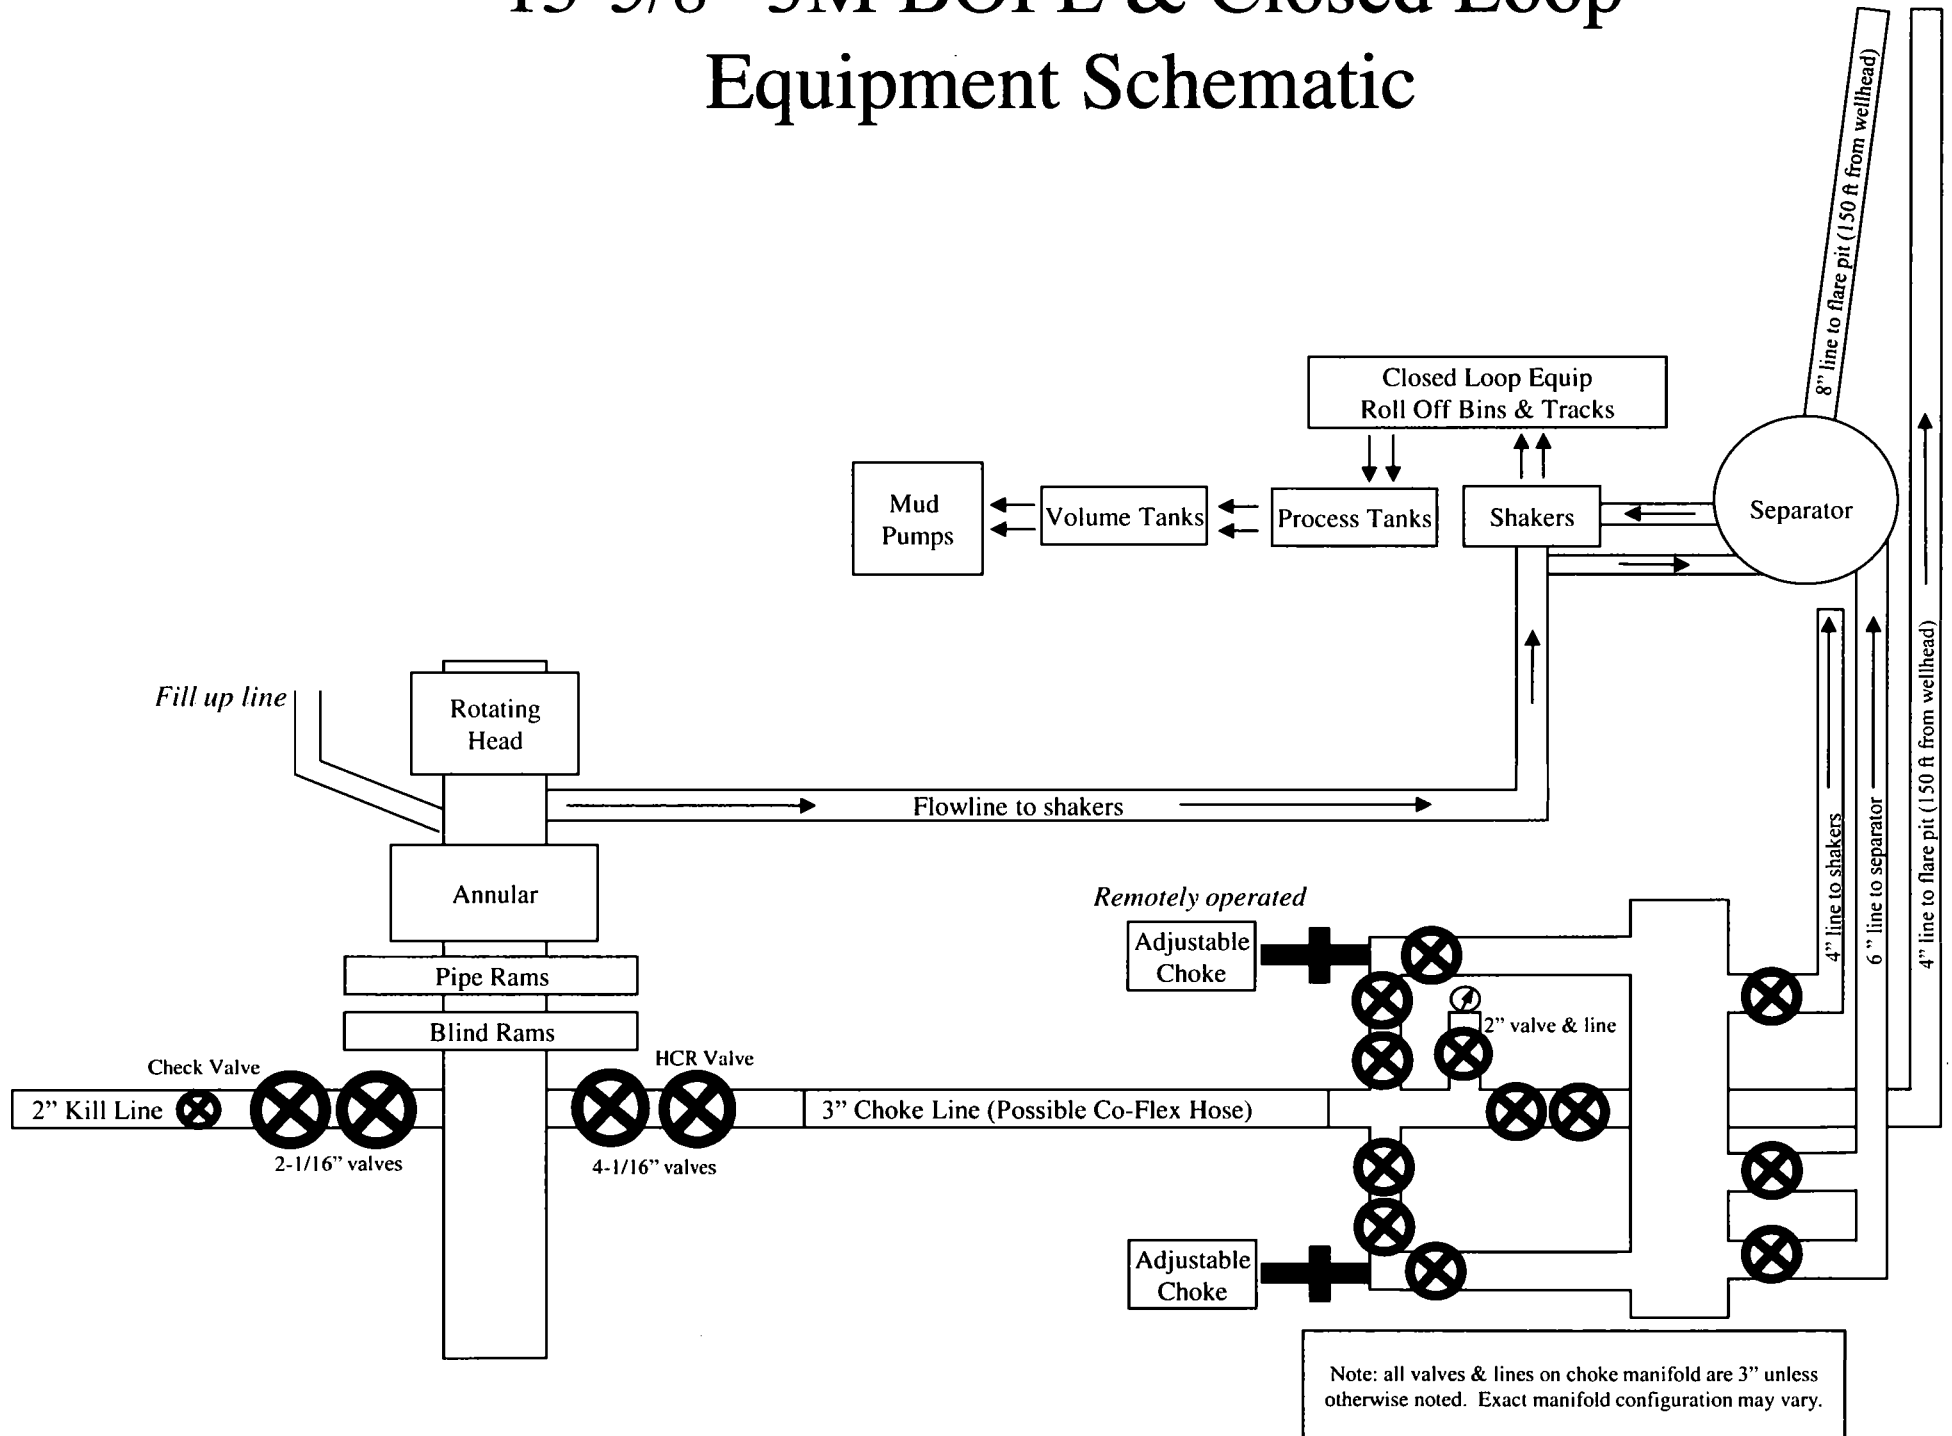 Equipment Schematic
8” line to flare pit (150 ft from wellhead)
Closed Loop Equip
Roll Off Bins & Tracks
Mud
Pumps
Volume Tanks
Process Tanks
Shakers
Separator
Fill up line
Rotating
Head
Flowline to shakers
Annular
Pipe Rams
Blind Rams
Check Valve
HCR Valve
2” Kill Line
3” Choke Line (Possible Co-Flex Hose)
2-1/16” valves
4-1/16” valves
Remotely operated
Adjustable
Choke
2” valve & line
Adjustable
Choke
4” line to shakers
6” line to separator
4” line to flare pit (150 ft from wellhead)
Note: all valves & lines on choke manifold are 3” unless
otherwise noted. Exact manifold configuration may vary.